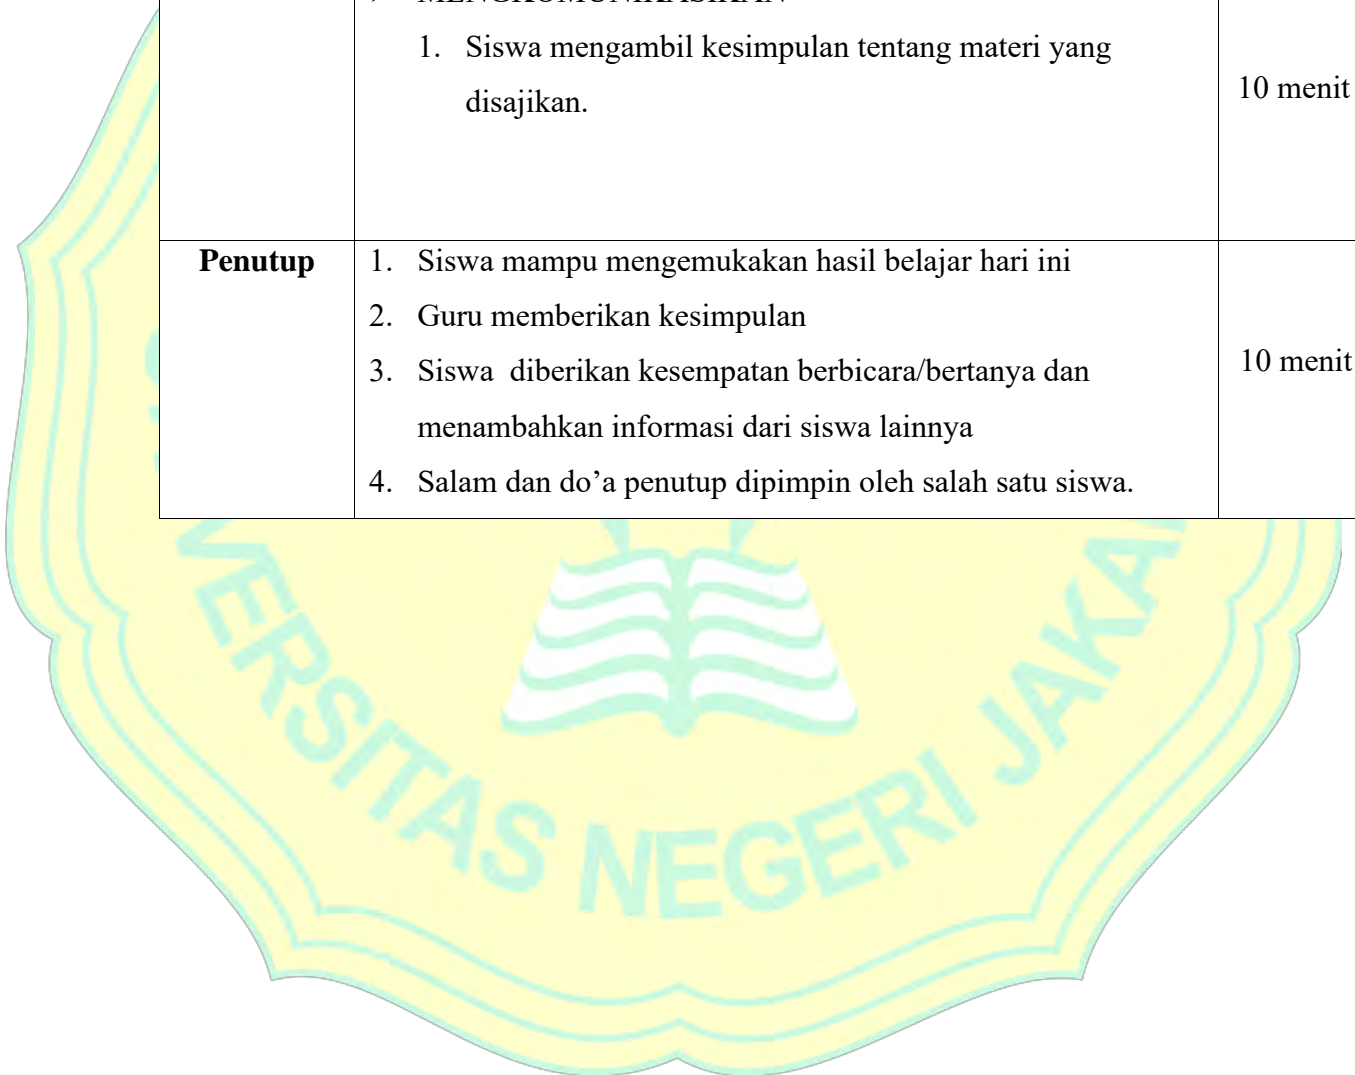 MENGKOMUNIKASIKAN
1. Siswa mengambil kesimpulan tentang materi yang
disajikan.
10 menit
Penutup
1. Siswa mampu mengemukakan hasil belajar hari ini
2. Guru memberikan kesimpulan
3. Siswa diberikan kesempatan berbicara/bertanya dan
menambahkan informasi dari siswa lainnya
4. Salam dan do’a penutup dipimpin oleh salah satu siswa.
10 menit
VERSITAS NEGERI JAKA